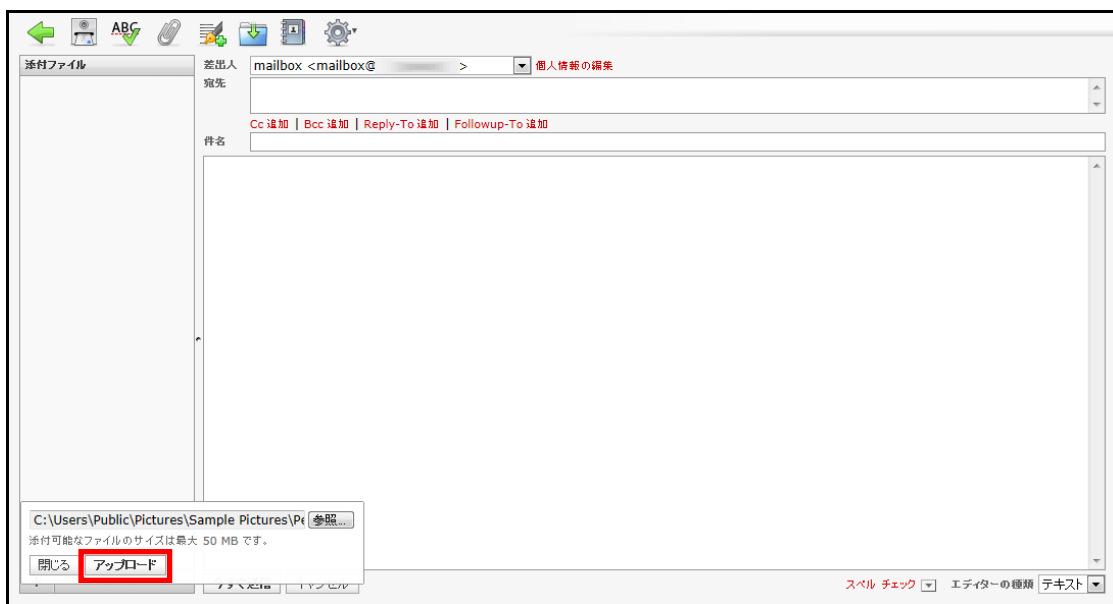 ABC
添付ファイル
差出人 mailbox <mailbox@ > 個人情報の編集
宛先
Cc 追加 | Bcc 追加 | Reply-To 追加 | Followup-To 追加
件名
C:\Users\Public\Pictures\Sample Pictures\Pe 参照...
添付可能なファイルのサイズは最大 50 MB です。
閉じる アップロード
スペル チェック エディターの種類 テキスト